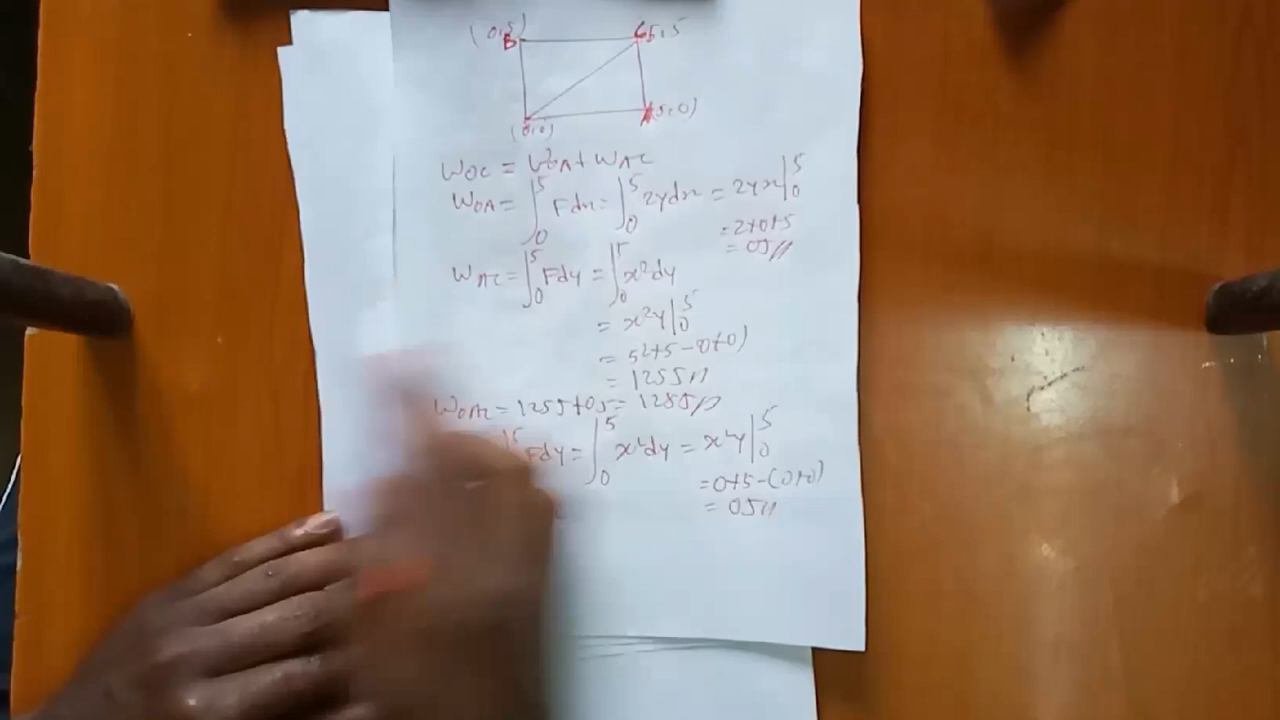 (0,5) B C 5,5
(0,0) A (5,0)
WOC = WOA + WAC
WOA = ∫₀⁵ Fdx = ∫₀⁵ 2ydx = 2yx|₀⁵
= 2*0*5
= 0J//
WAC = ∫₀⁵ Fdy = ∫₀⁵ x²dy
= x²y|₀⁵
= 5²*5-0*0)
= 125J//
WOAC = 125J+0J = 125J//
Fdy = ∫₀⁵ x²dy = x²y|₀⁵
= 0*5-(0*0)
= 0J//